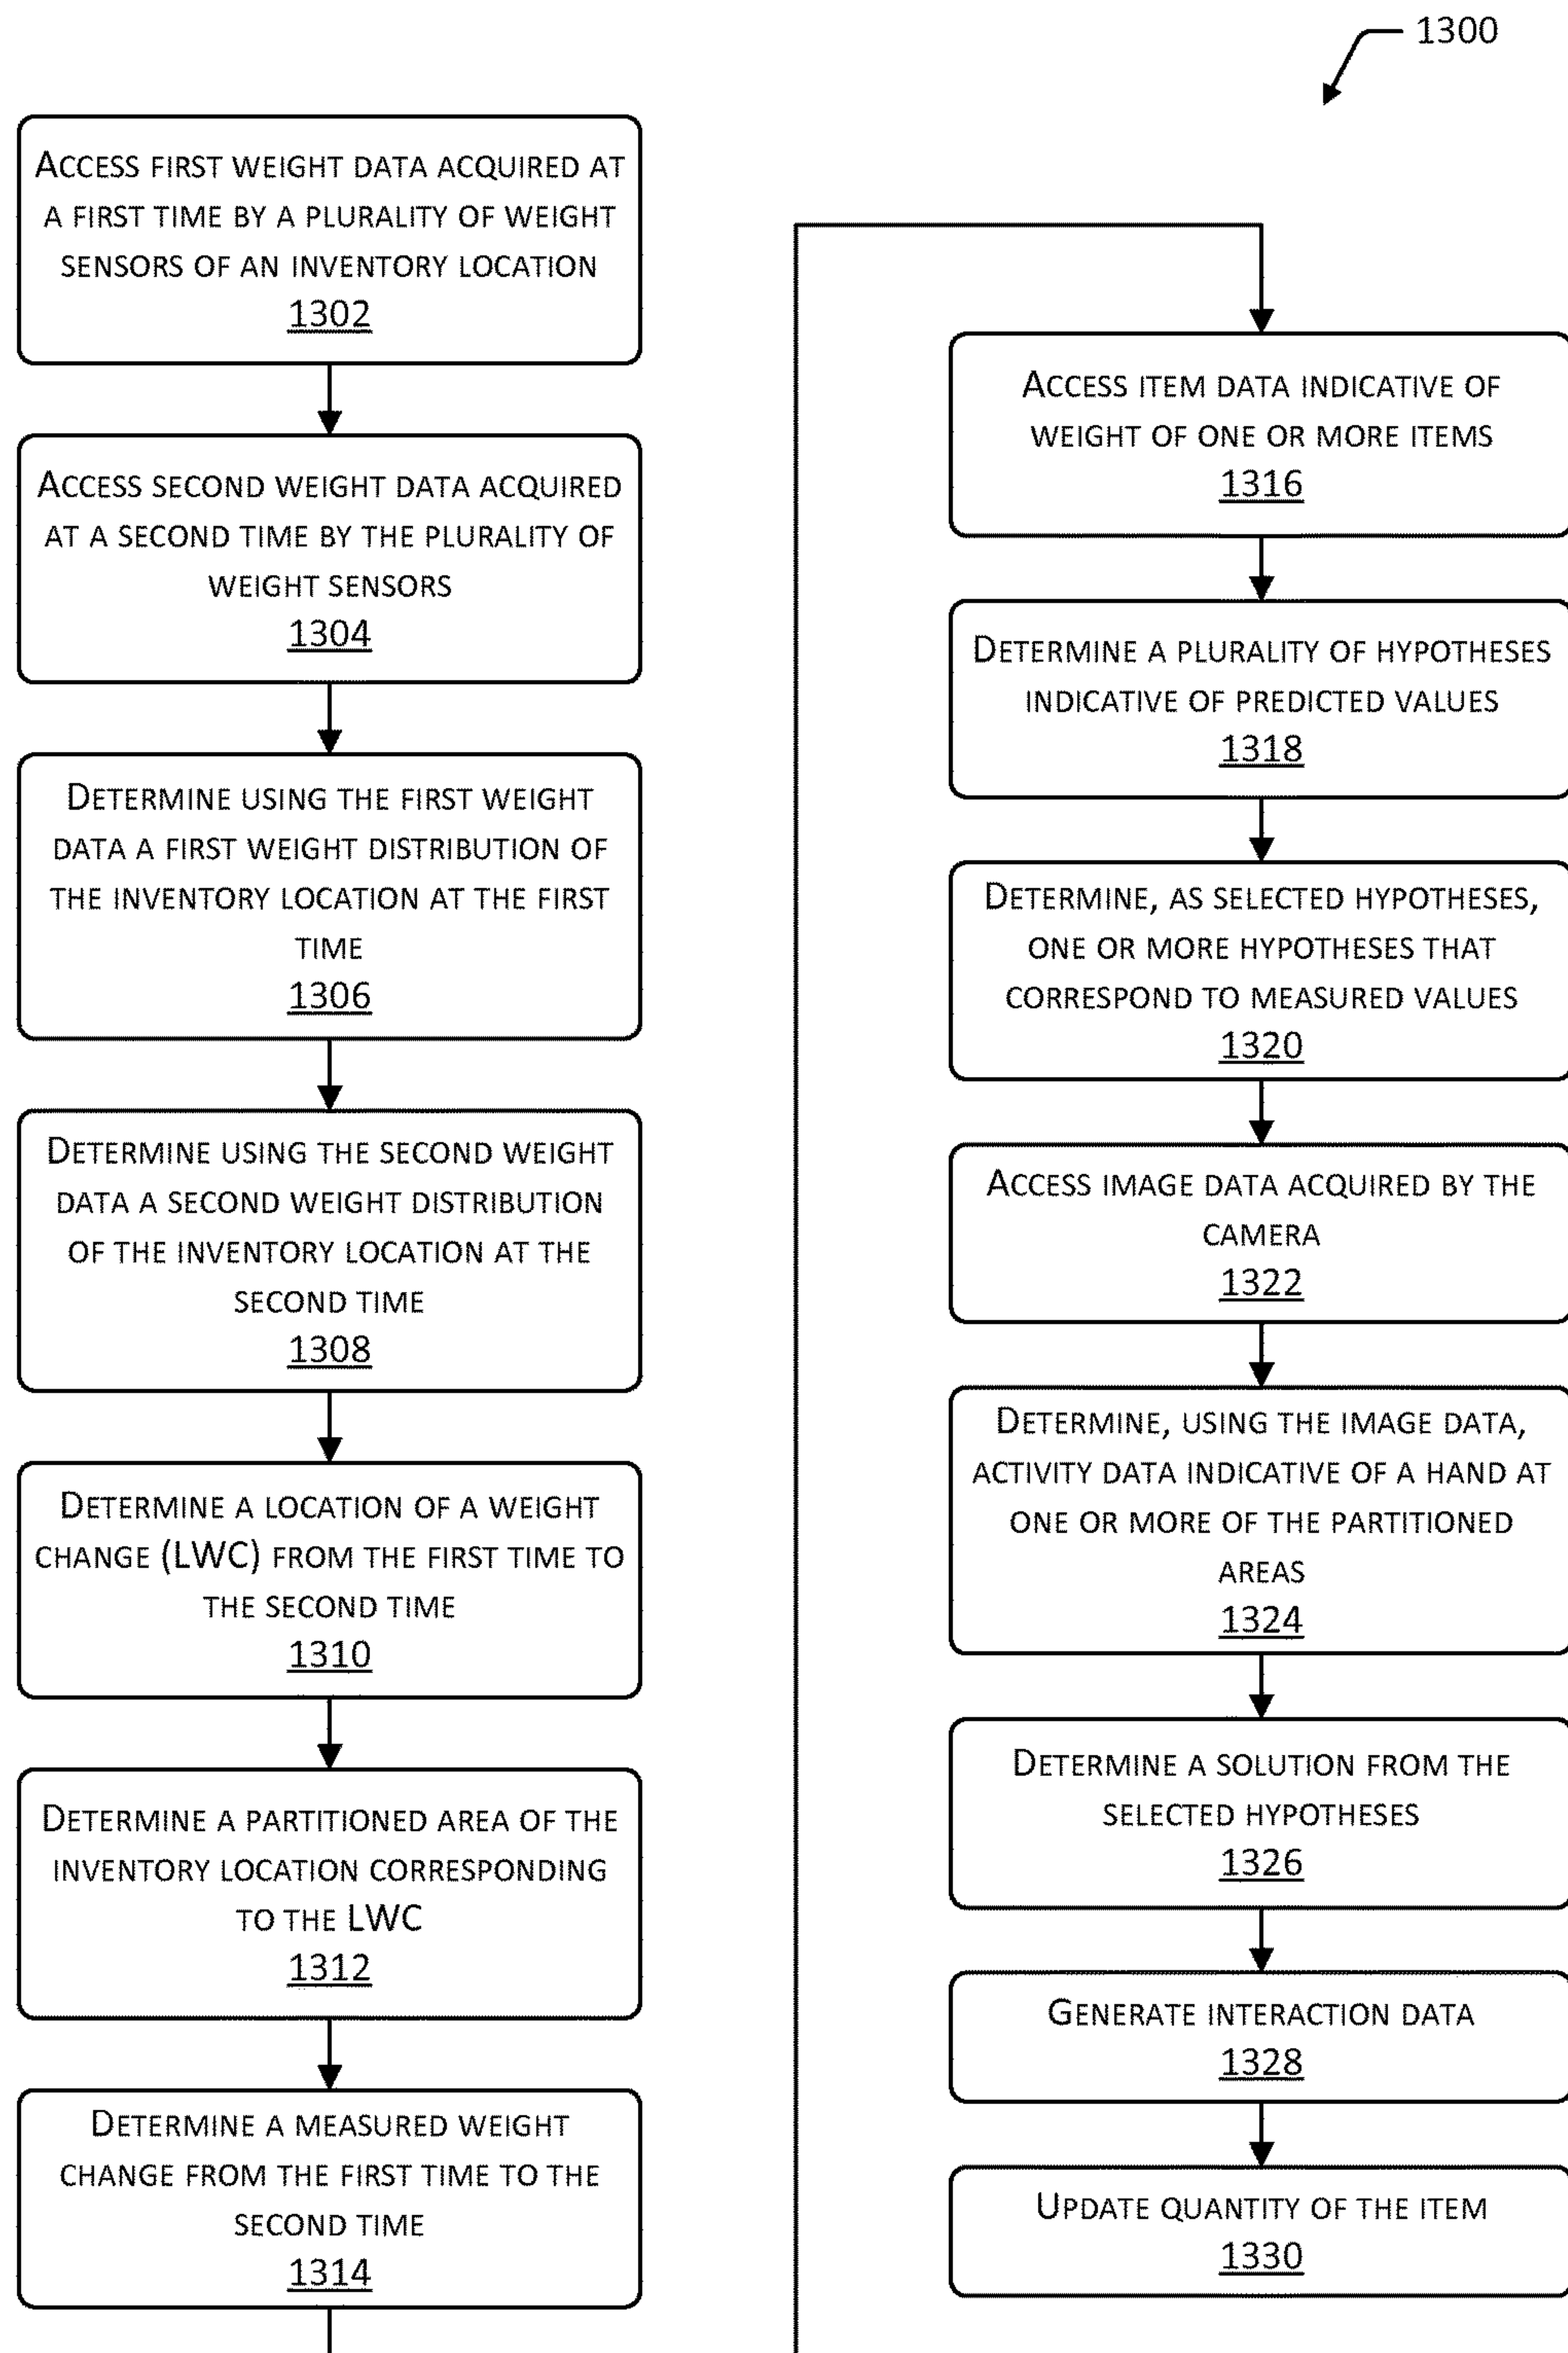 1300
Access first weight data acquired at
a first time by a plurality of weight
sensors of an inventory location
1302
Access second weight data acquired
at a second time by the plurality of
weight sensors
1304
Determine using the first weight
data a first weight distribution of
the inventory location at the first
time
1306
Determine using the second weight
data a second weight distribution
of the inventory location at the
second time
1308
Determine a location of a weight
change (LWC) from the first time to
the second time
1310
Determine a partitioned area of the
inventory location corresponding
to the LWC
1312
Determine a measured weight
change from the first time to the
second time
1314
Access item data indicative of
weight of one or more items
1316
Determine a plurality of hypotheses
indicative of predicted values
1318
Determine, as selected hypotheses,
one or more hypotheses that
correspond to measured values
1320
Access image data acquired by the
camera
1322
Determine, using the image data,
activity data indicative of a hand at
one or more of the partitioned
areas
1324
Determine a solution from the
selected hypotheses
1326
Generate interaction data
1328
Update quantity of the item
1330